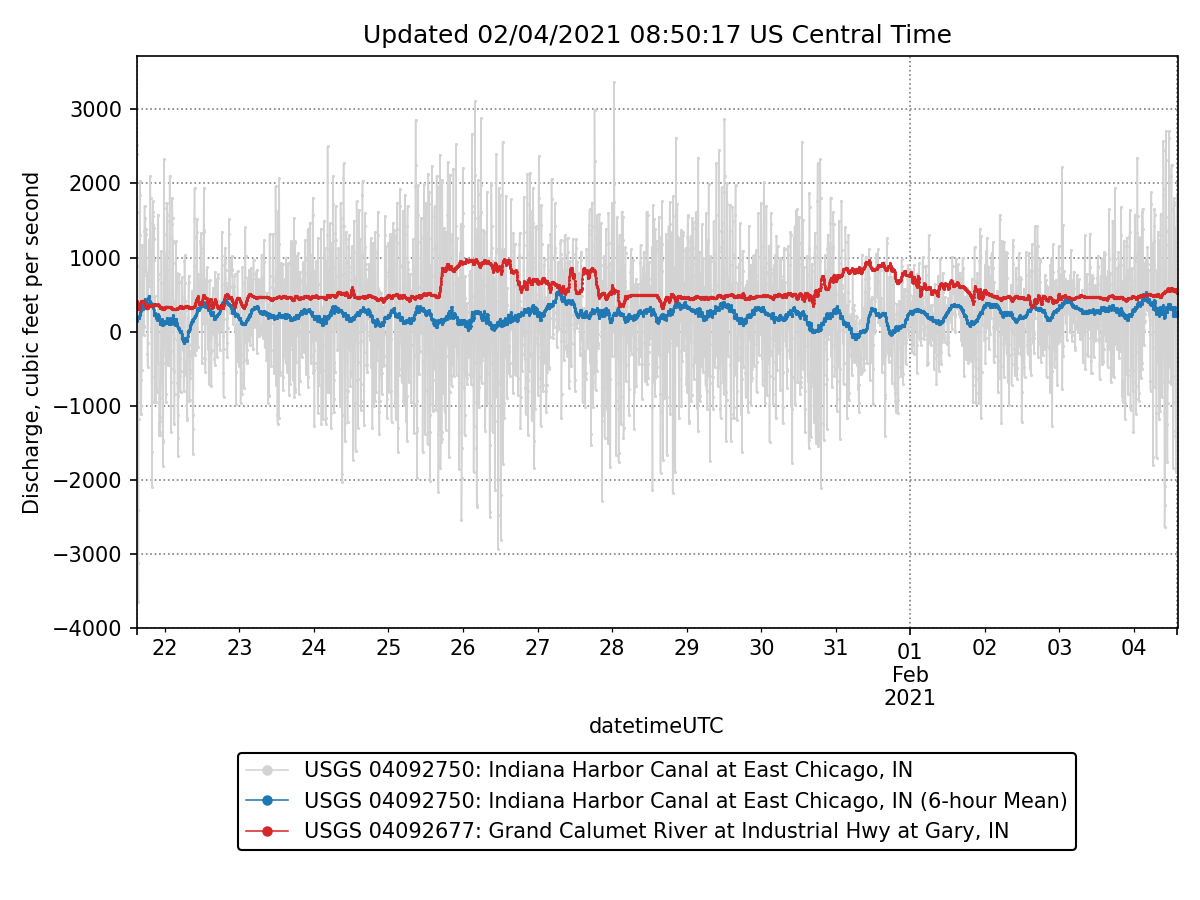 Updated 02/04/2021 08:50:17 US Central Time
Discharge, cubic feet per second
3000
2000
1000
0
−1000
−2000
−3000
−4000
22 23 24 25 26 27 28 29 30 31 01 02 03 04
Feb
2021
datetimeUTC
USGS 04092750: Indiana Harbor Canal at East Chicago, IN
USGS 04092750: Indiana Harbor Canal at East Chicago, IN (6-hour Mean)
USGS 04092677: Grand Calumet River at Industrial Hwy at Gary, IN